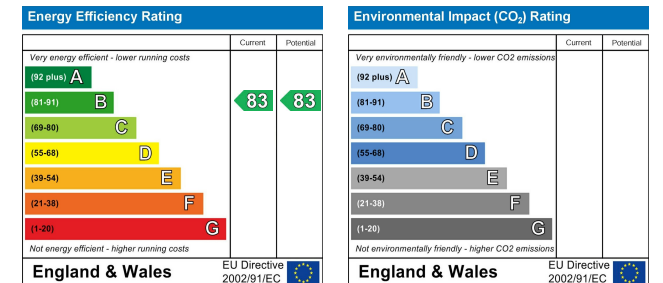 Energy Efficiency Rating
Current Potential
Very energy efficient - lower running costs
(92 plus) A
(81-91) B
83 83
(69-80) C
(55-68) D
(39-54) E
(21-38) F
(1-20) G
Not energy efficient - higher running costs
England & Wales
EU Directive
2002/91/EC
Environmental Impact (CO₂) Rating
Current Potential
Very environmentally friendly - lower CO2 emissions
(92 plus) A
(81-91) B
(69-80) C
(55-68) D
(39-54) E
(21-38) F
(1-20) G
Not environmentally friendly - higher CO2 emissions
England & Wales
EU Directive
2002/91/EC